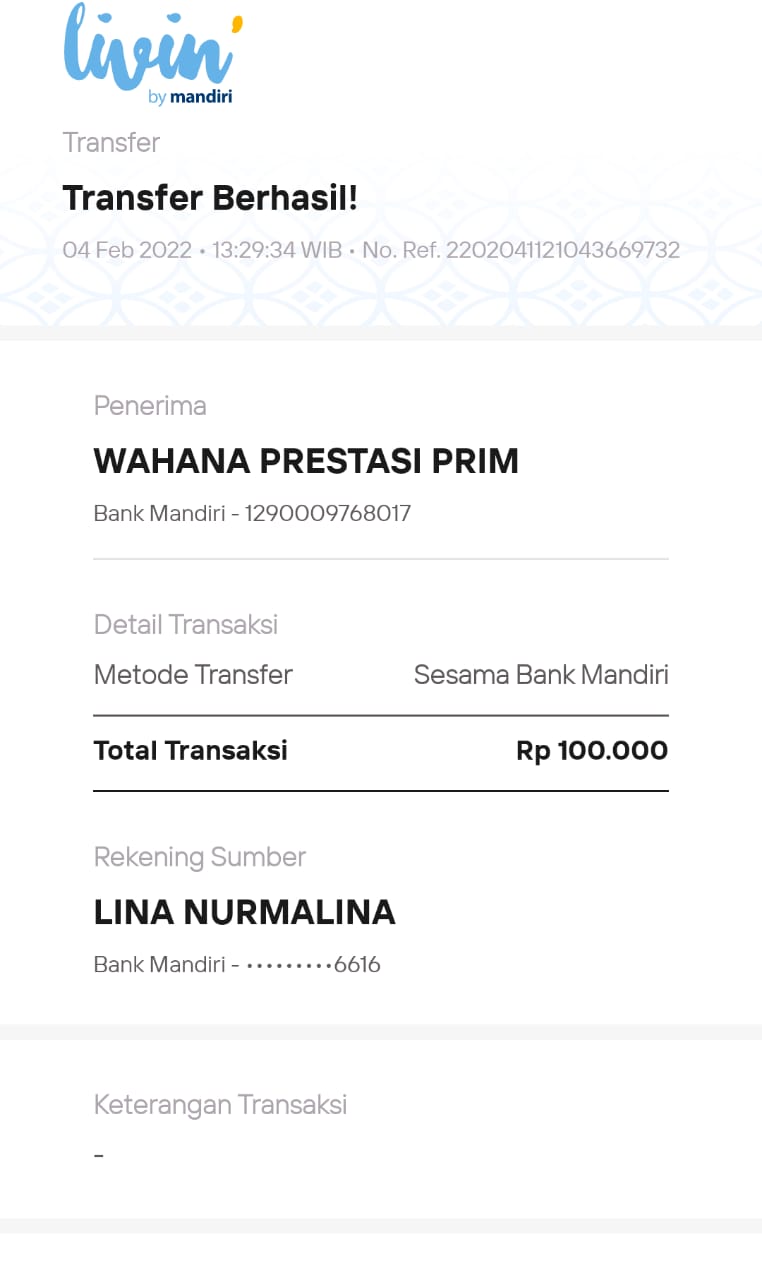 livin'
by mandiri
Transfer
Transfer Berhasil!
04 Feb 2022 • 13:29:34 WIB • No. Ref. 2202041121043669732
Penerima
WAHANA PRESTASI PRIM
Bank Mandiri - 1290009768017
Detail Transaksi
Metode Transfer Sesama Bank Mandiri
Total Transaksi Rp 100.000
Rekening Sumber
LINA NURMALINA
Bank Mandiri - •••••••••6616
Keterangan Transaksi
-